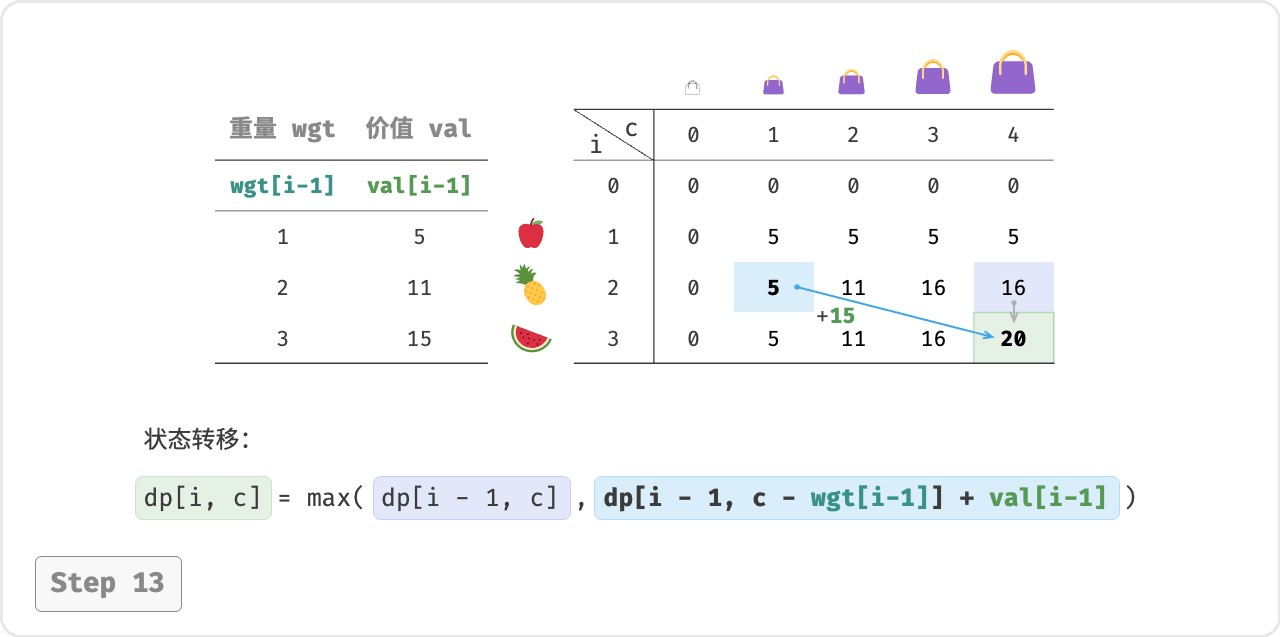 重量 wgt 价值 val
wgt[i-1] val[i-1]
1 5
2 11
3 15
i c 0 1 2 3 4
0 0 0 0 0 0
1 0 5 5 5 5
2 0 5 11 16 16
+15
3 0 5 11 16 20
状态转移：
dp[i, c] = max( dp[i - 1, c] , dp[i - 1, c - wgt[i-1]] + val[i-1] )
Step 13